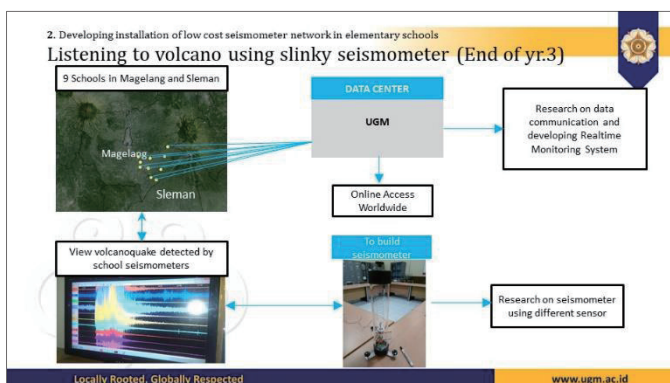 2. Developing installation of low cost seismometer network in elementary schools
Listening to volcano using slinky seismometer (End of yr.3)
9 Schools in Magelang and Sleman
Magelang
Sleman
DATA CENTER
UGM
Research on data
communication and
developing Realtime
Monitoring System
Online Access
Worldwide
View volcanoquake detected by
school seismometers
To build
seismometer
Research on seismometer
using different sensor
Locally Rooted, Globally Respected
www.ugm.ac.id